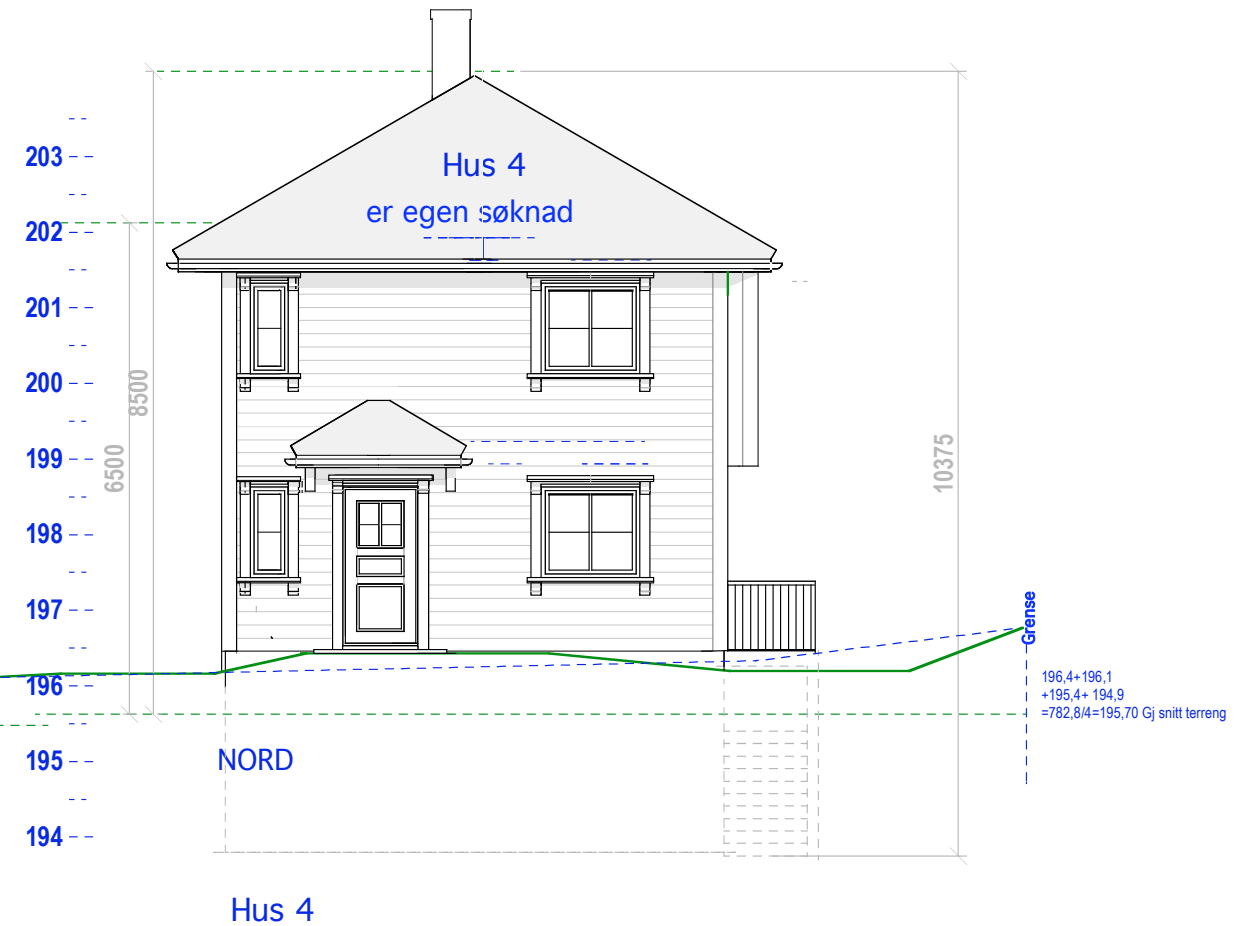 203
202
201
200
199
198
197
196
195
194
8500
6500
10375
Hus 4
er egen søknad
Grense
196,4+196,1
+195,4+ 194,9
=782,8/4=195,70 Gj snitt terreng
NORD
Hus 4